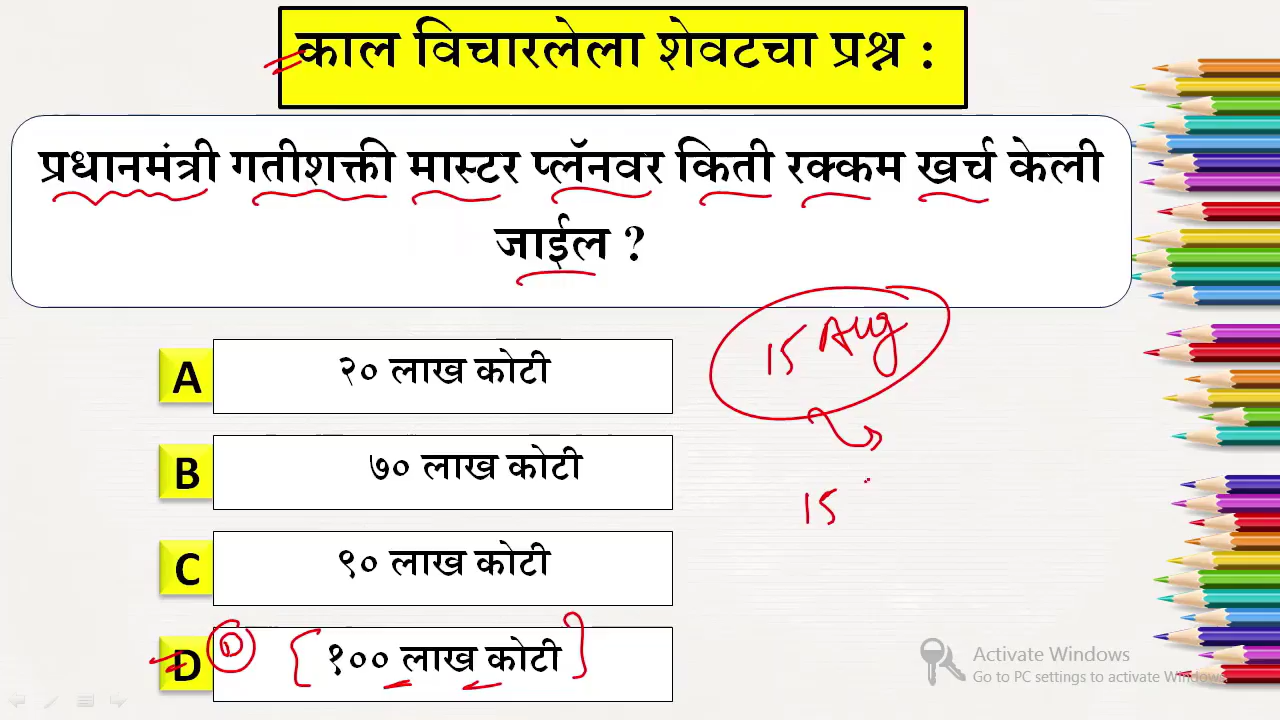 काल विचारलेला शेवटचा प्रश्न :
प्रधानमंत्री गतीशक्ती मास्टर प्लॅनवर किती रक्कम खर्च केली
जाईल ?
15 Aug
A २० लाख कोटी
B ७० लाख कोटी
15
C ९० लाख कोटी
D D १०० लाख कोटी
Activate Windows
Go to PC settings to activate Windows.